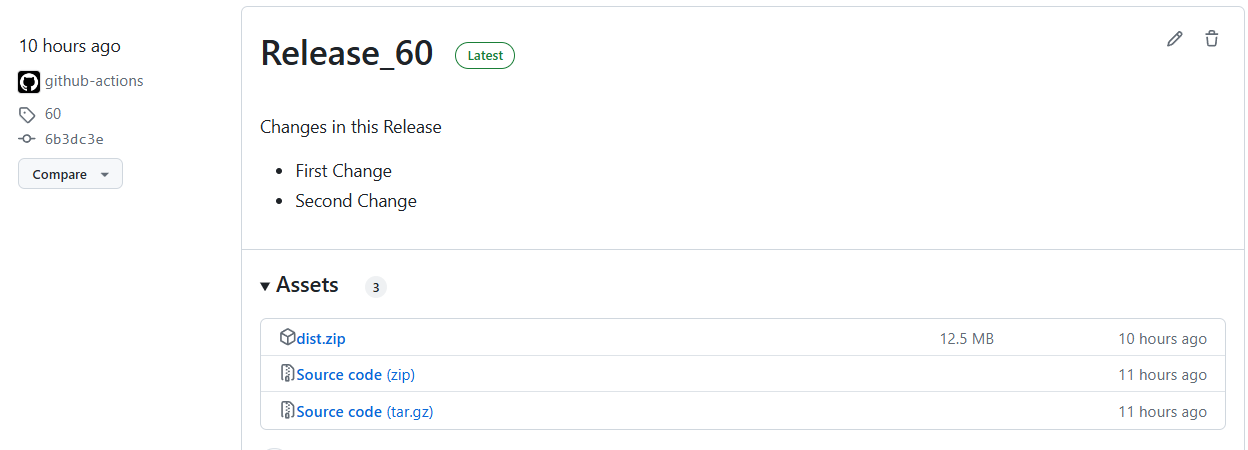 10 hours ago
github-actions
60
6b3dc3e
Compare
Release_60 Latest
Changes in this Release
First Change
Second Change
Assets 3
dist.zip 12.5 MB 10 hours ago
Source code (zip) 11 hours ago
Source code (tar.gz) 11 hours ago